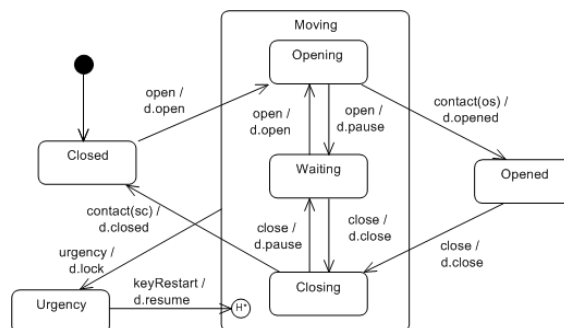 Moving
Opening
open /
d.open
open /
d.open
open /
d.pause
contact(os) /
d.opened
Closed
Waiting
Opened
contact(sc) /
d.closed
close /
d.pause
close /
d.close
close /
d.close
urgency /
d.lock
keyRestart /
d.resume
Urgency
H*
Closing